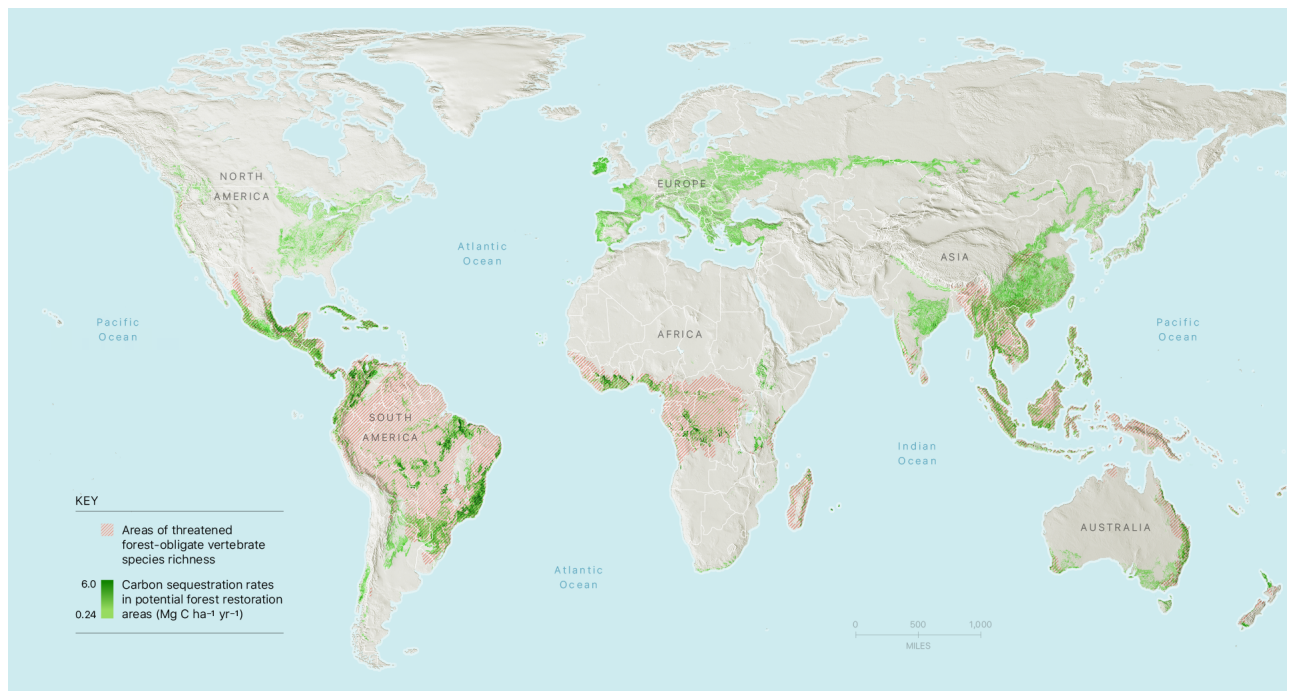 NORTH
AMERICA
EUROPE
ASIA
Atlantic
Ocean
Pacific
Ocean
AFRICA
Pacific
Ocean
SOUTH
AMERICA
Indian
Ocean
KEY
Areas of threatened
forest-obligate vertebrate
species richness
AUSTRALIA
Atlantic
Ocean
6.0
0.24
Carbon sequestration rates
in potential forest restoration
areas (Mg C ha⁻¹ yr⁻¹)
0 500 1,000
MILES